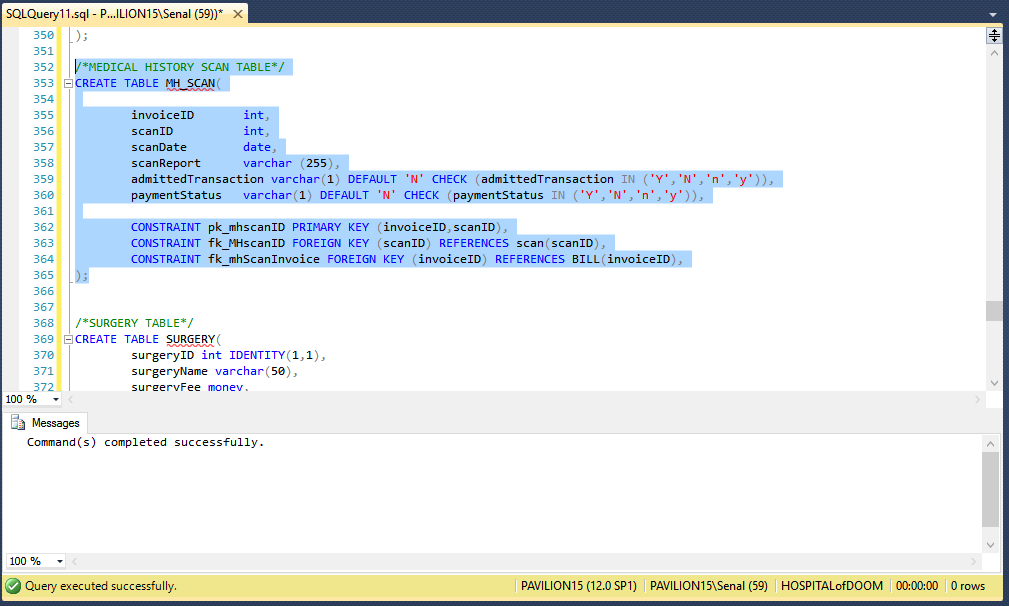 SQLQuery11.sql - P...ILION15\Senal (59))*
350 );
351
352 /*MEDICAL HISTORY SCAN TABLE*/
353 CREATE TABLE MH_SCAN(
354
355 invoiceID int,
356 scanID int,
357 scanDate date,
358 scanReport varchar (255),
359 admittedTransaction varchar(1) DEFAULT 'N' CHECK (admittedTransaction IN ('Y','N','n','y')),
360 paymentStatus varchar(1) DEFAULT 'N' CHECK (paymentStatus IN ('Y','N','n','y')),
361
362 CONSTRAINT pk_mhscanID PRIMARY KEY (invoiceID,scanID),
363 CONSTRAINT fk_MHscanID FOREIGN KEY (scanID) REFERENCES scan(scanID),
364 CONSTRAINT fk_mhScanInvoice FOREIGN KEY (invoiceID) REFERENCES BILL(invoiceID),
365 );
366
367
368 /*SURGERY TABLE*/
369 CREATE TABLE SURGERY(
370 surgeryID int IDENTITY(1,1),
371 surgeryName varchar(50),
372 surgeryFee money,
100 %
Messages
Command(s) completed successfully.
100 %
Query executed successfully. PAVILION15 (12.0 SP1) PAVILION15\Senal (59) HOSPITALofDOOM 00:00:00 0 rows